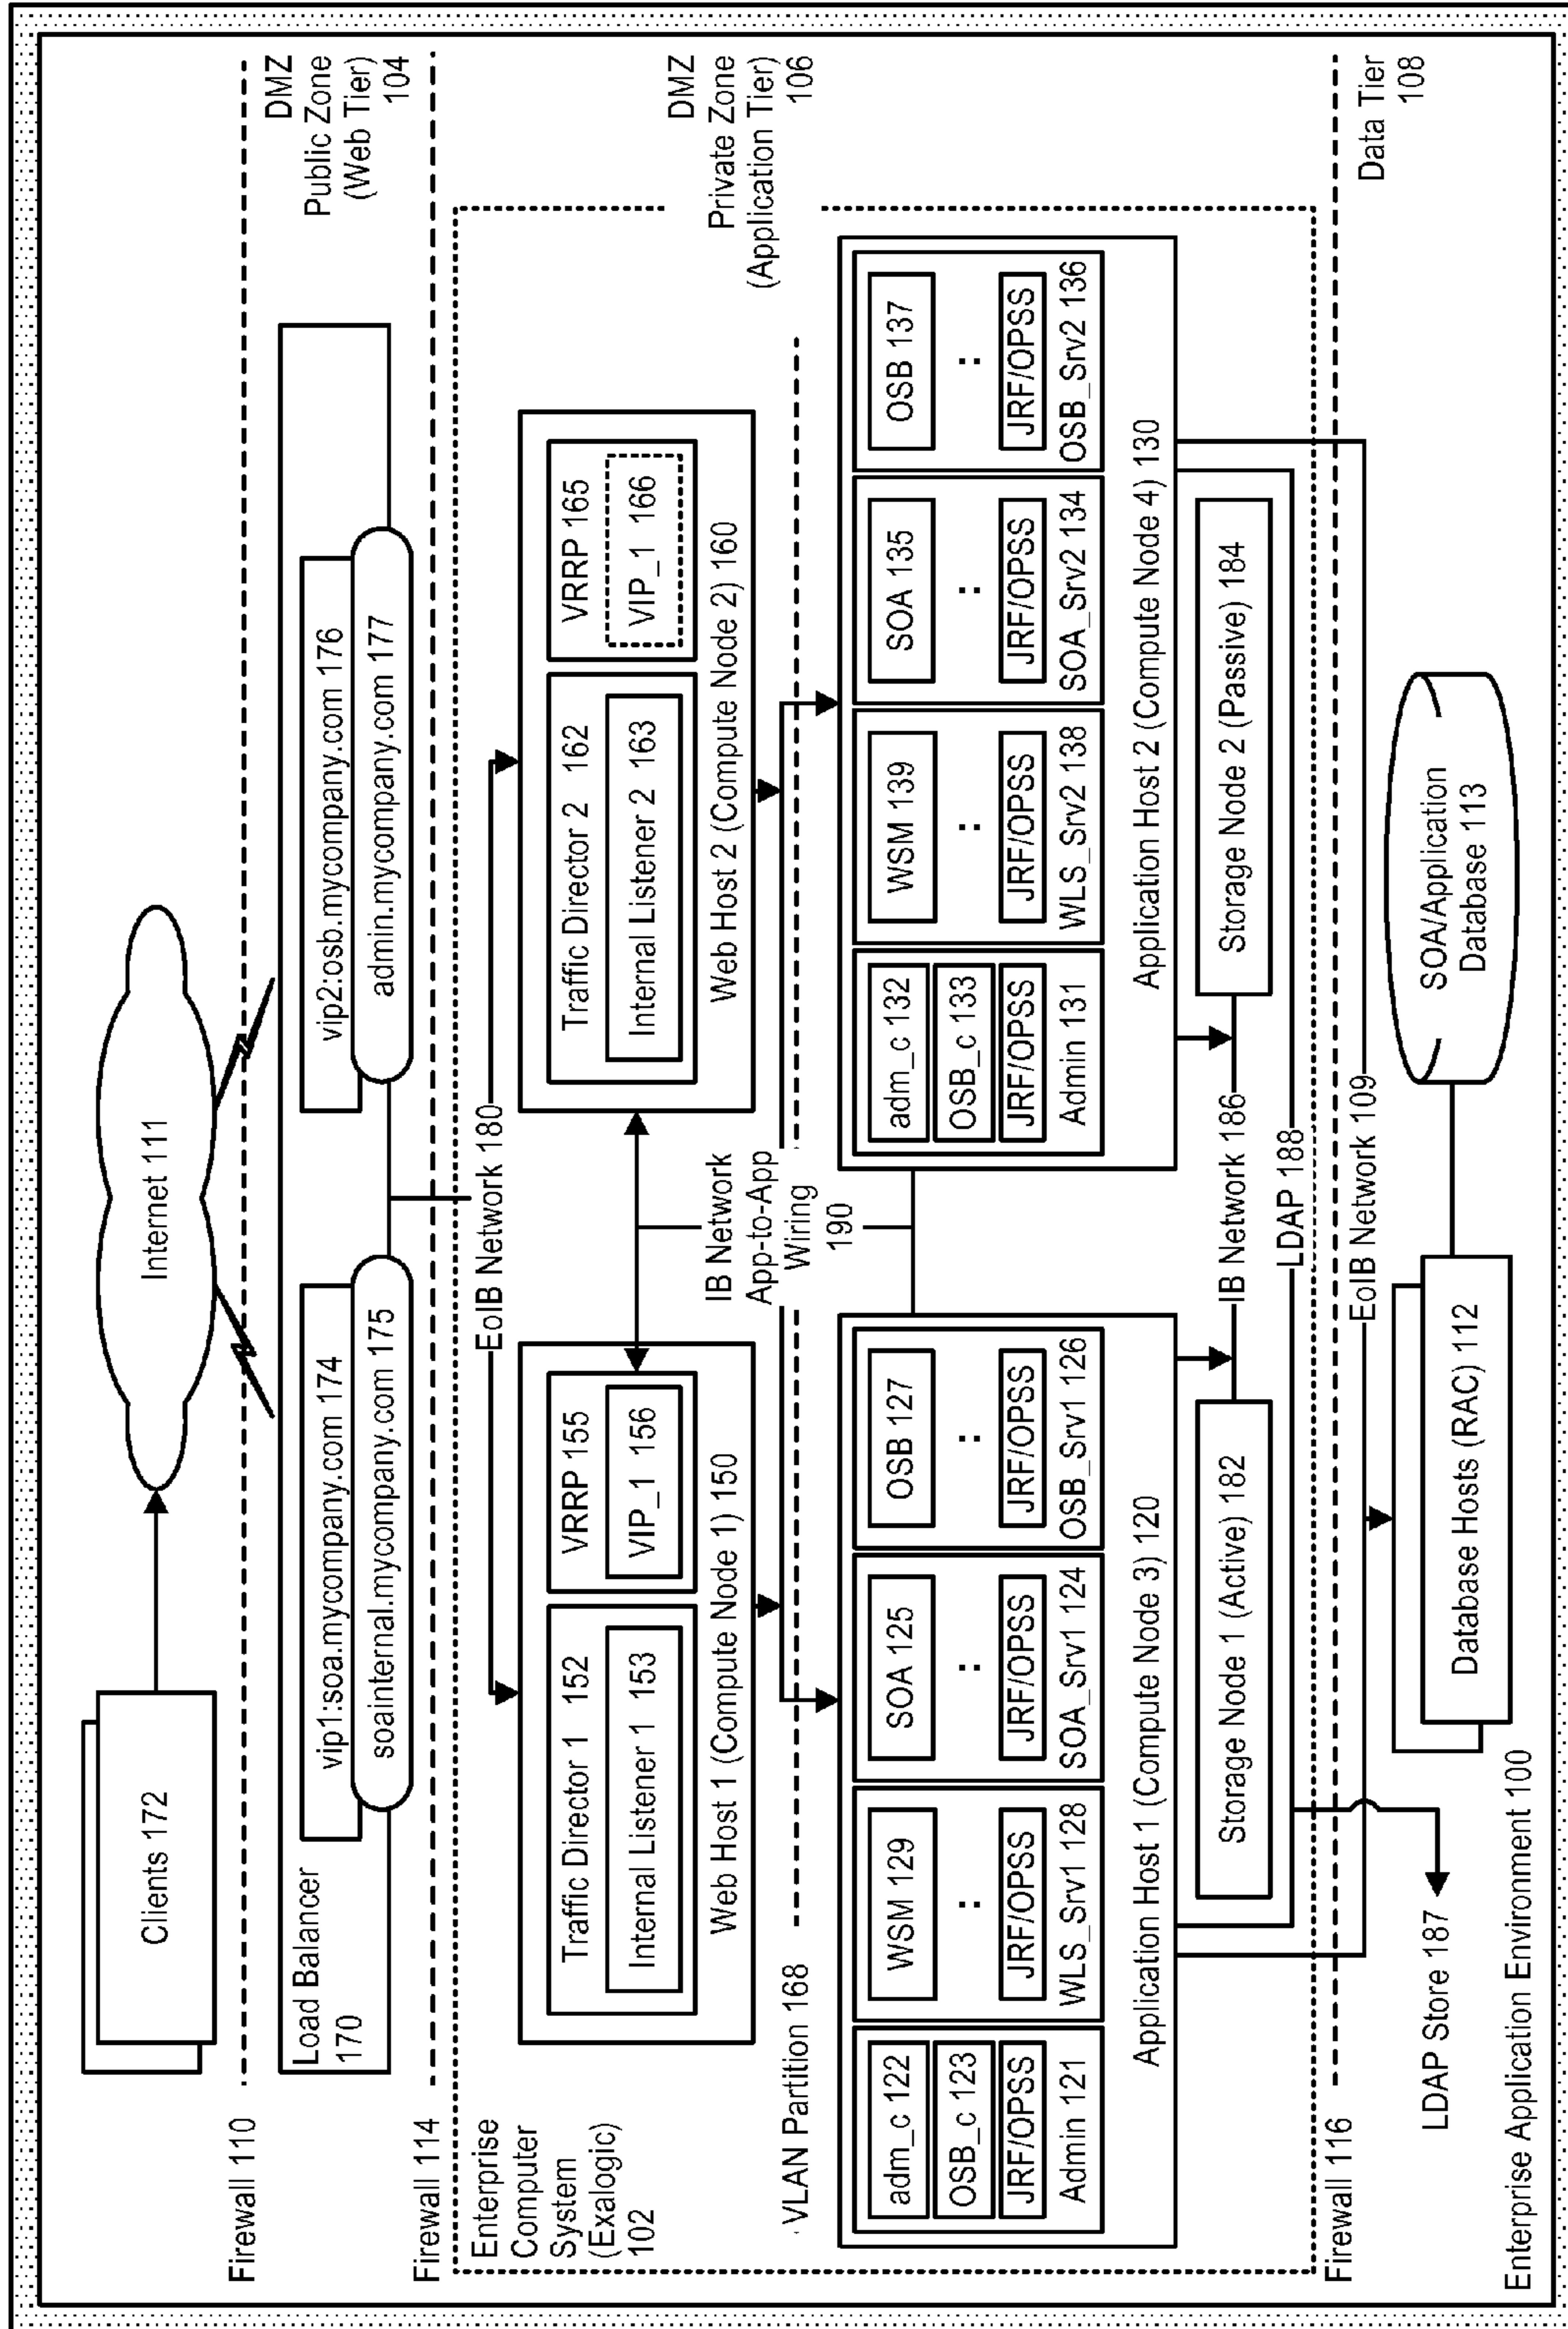 Clients 172
Internet 111
Firewall 110
Load Balancer
170
vip1:soa.mycompany.com 174
soainternal.mycompany.com 175
vip2:osb.mycompany.com 176
admin.mycompany.com 177
DMZ
Public Zone
(Web Tier)
104
Firewall 114
Enterprise
Computer
System
(Exalogic)
102
EoIB Network 180
Traffic Director 1 152
Internal Listener 1 153
VRRP 155
VIP_1 156
Web Host 1 (Compute Node 1) 150
Traffic Director 2 162
Internal Listener 2 163
VRRP 165
VIP_1 166
Web Host 2 (Compute Node 2) 160
DMZ
Private Zone
(Application Tier)
106
IB Network
App-to-App
Wiring
190
VLAN Partition 168
adm_c 122
OSB_c 123
JRF/OPSS
Admin 121
WSM 129
:
JRF/OPSS
WLS_Srv1 128
SOA 125
:
JRF/OPSS
SOA_Srv1 124
OSB 127
:
JRF/OPSS
OSB_Srv1 126
Application Host 1 (Compute Node 3) 120
adm_c 132
OSB_c 133
JRF/OPSS
Admin 131
WSM 139
:
JRF/OPSS
WLS_Srv2 138
SOA 135
:
JRF/OPSS
SOA_Srv2 134
OSB 137
:
JRF/OPSS
OSB_Srv2 136
Application Host 2 (Compute Node 4) 130
Storage Node 1 (Active) 182
IB Network 186
Storage Node 2 (Passive) 184
LDAP 188
Firewall 116
EoIB Network 109
Data Tier
108
LDAP Store 187
Database Hosts (RAC) 112
SOA/Application
Database 113
Enterprise Application Environment 100